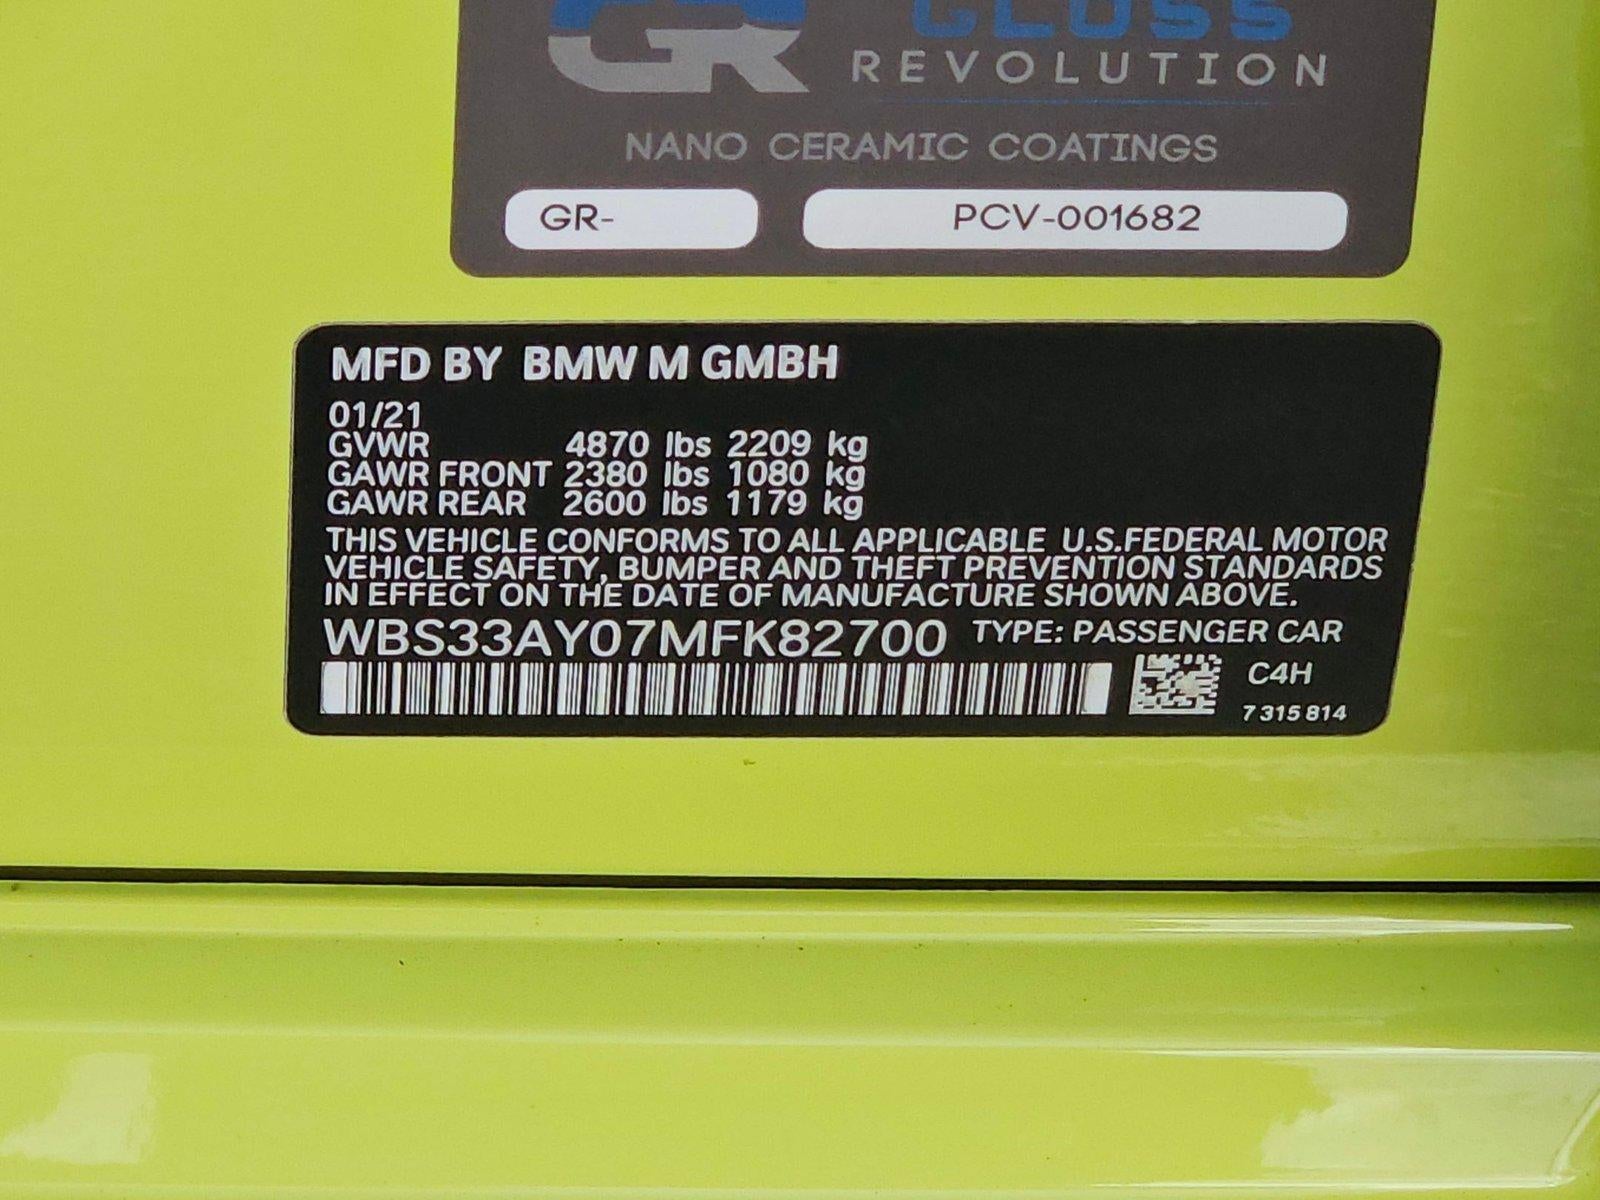 GR
GLOSS
REVOLUTION
NANO CERAMIC COATINGS
GR- PCV-001682
MFD BY BMW M GMBH
01/21
GVWR 4870 lbs 2209 kg
GAWR FRONT 2380 lbs 1080 kg
GAWR REAR 2600 lbs 1179 kg
THIS VEHICLE CONFORMS TO ALL APPLICABLE U.S.FEDERAL MOTOR
VEHICLE SAFETY, BUMPER AND THEFT PREVENTION STANDARDS
IN EFFECT ON THE DATE OF MANUFACTURE SHOWN ABOVE.
WBS33AY07MFK82700 TYPE: PASSENGER CAR
C4H
7 315 814